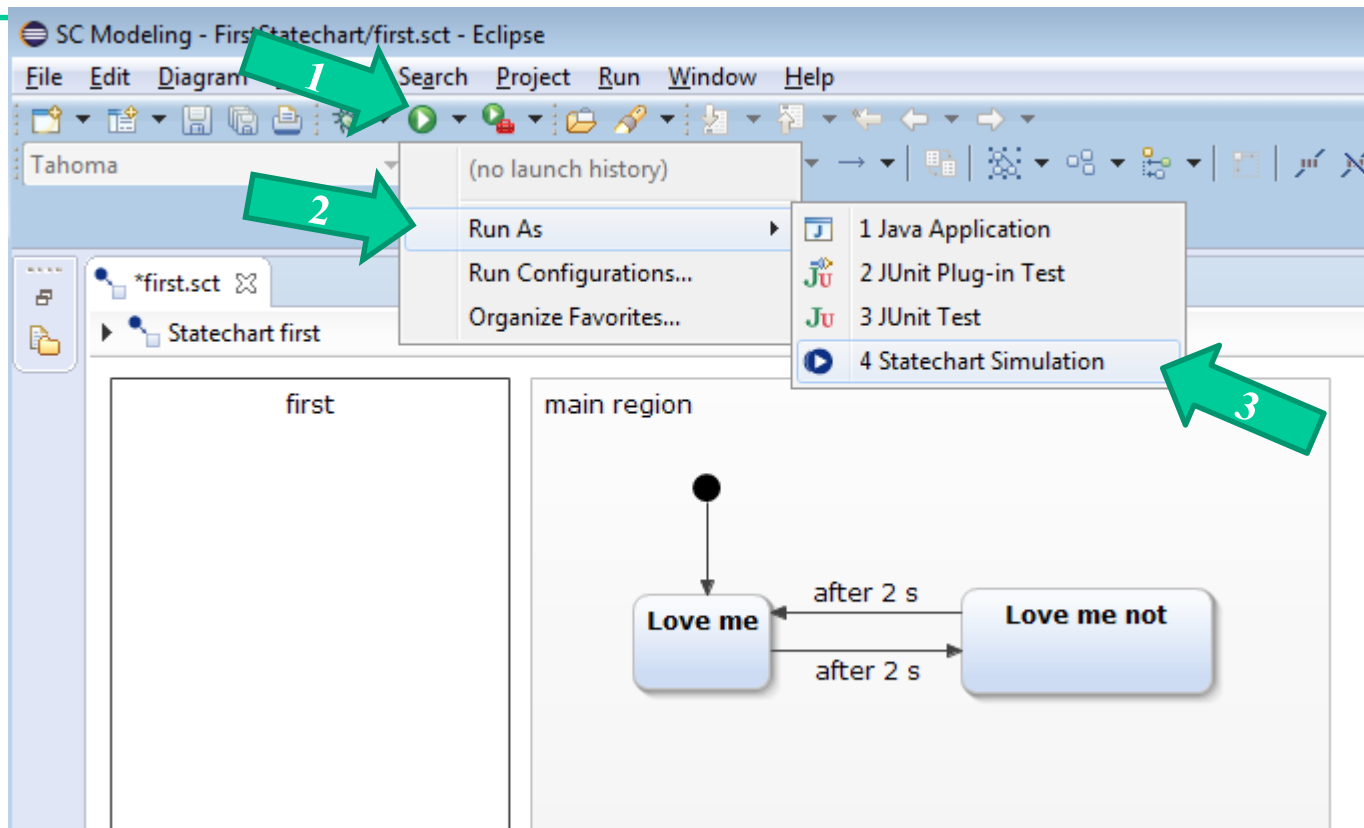 SC Modeling - FirstStatechart/first.sct - Eclipse
File Edit Diagram Search Project Run Window Help
1
Tahoma
(no launch history)
2
Run As
1 Java Application
Run Configurations...
2 JUnit Plug-in Test
Organize Favorites...
3 JUnit Test
4 Statechart Simulation
3
*first.sct
Statechart first
first
main region
after 2 s
Love me
Love me not
after 2 s